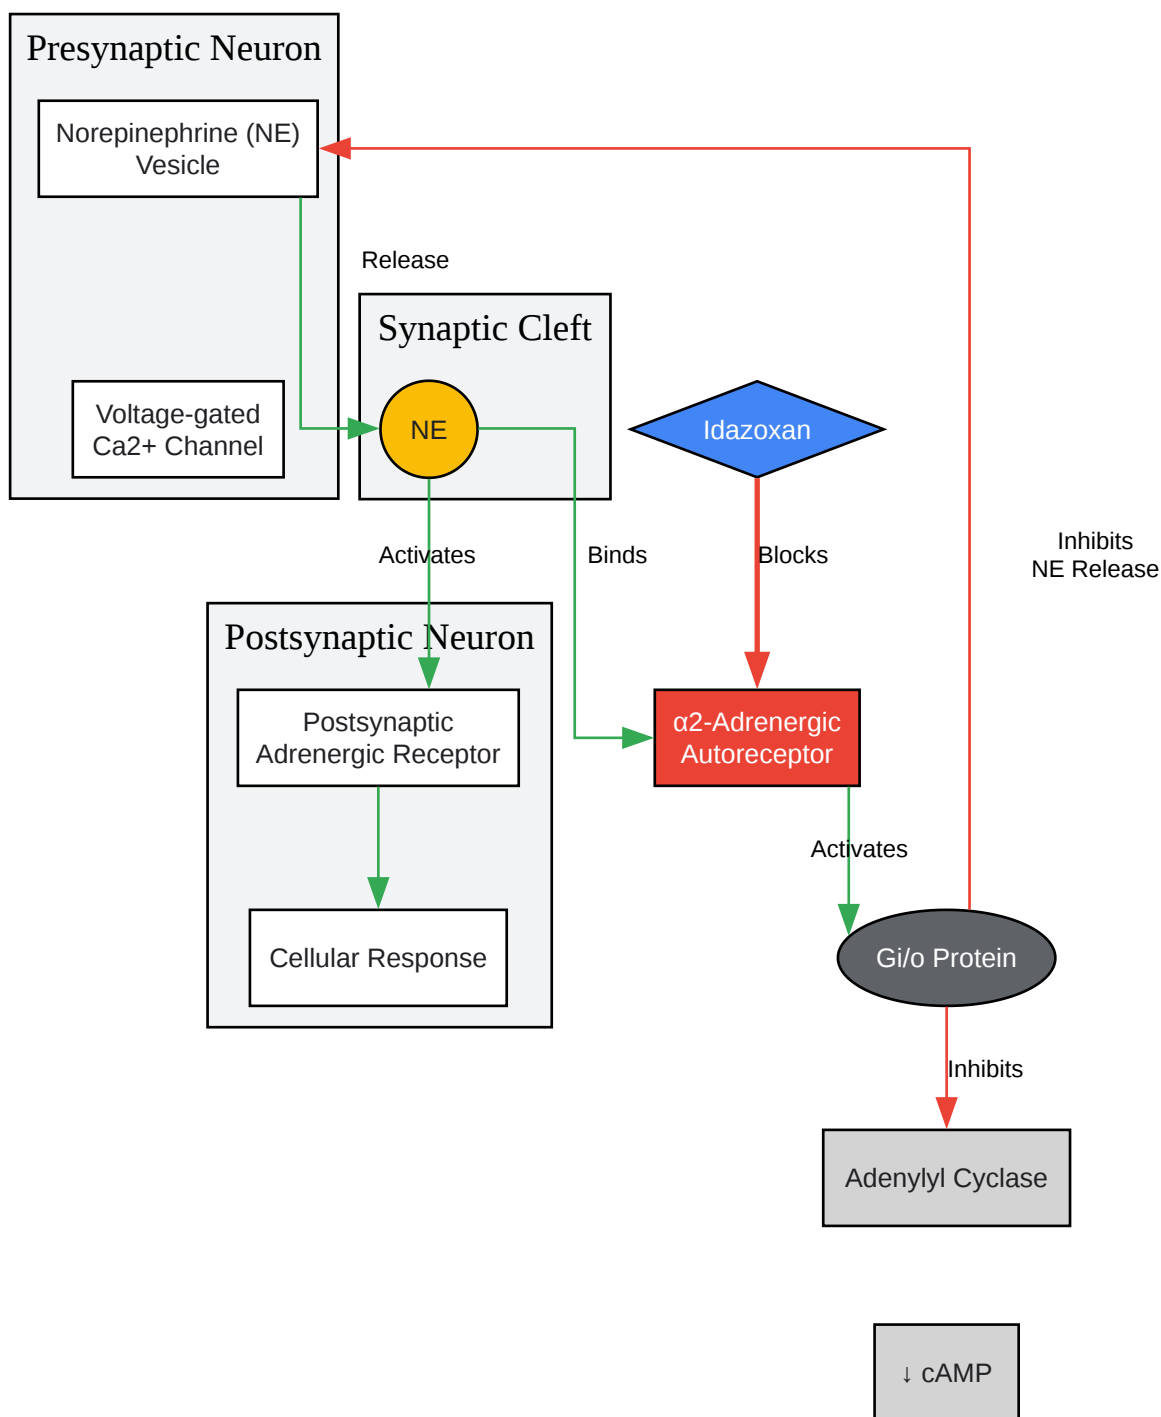 Presynaptic Neuron
Norepinephrine (NE)
Vesicle
Release
Synaptic Cleft
Voltage-gated
Ca2+ Channel
NE
Idazoxan
Activates
Binds
Blocks
Inhibits
NE Release
Postsynaptic Neuron
Postsynaptic
Adrenergic Receptor
α2-Adrenergic
Autoreceptor
Activates
Cellular Response
Gi/o Protein
Inhibits
Adenylyl Cyclase
↓ cAMP